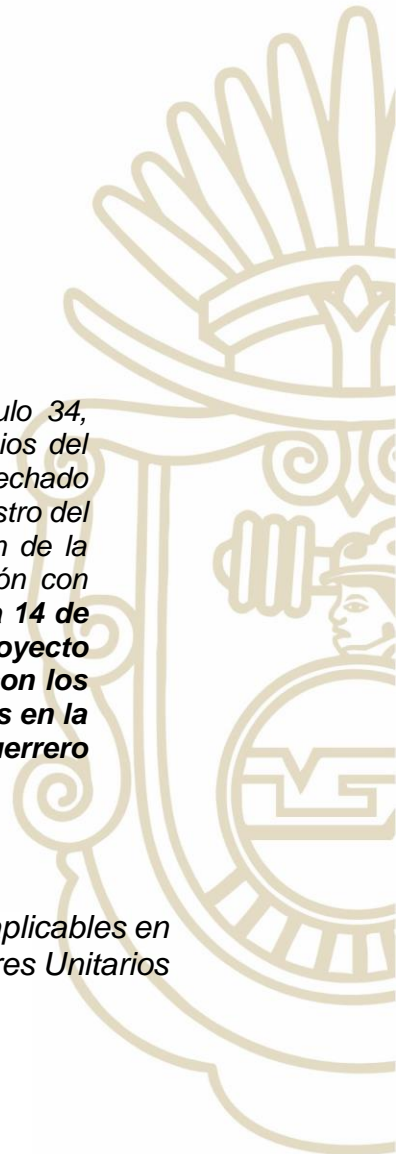 ulo 34,
ios del
echado
stro del
n de la
ón con
a 14 de
oyecto
on los
s en la
uerrero
plicables en
res Unitarios